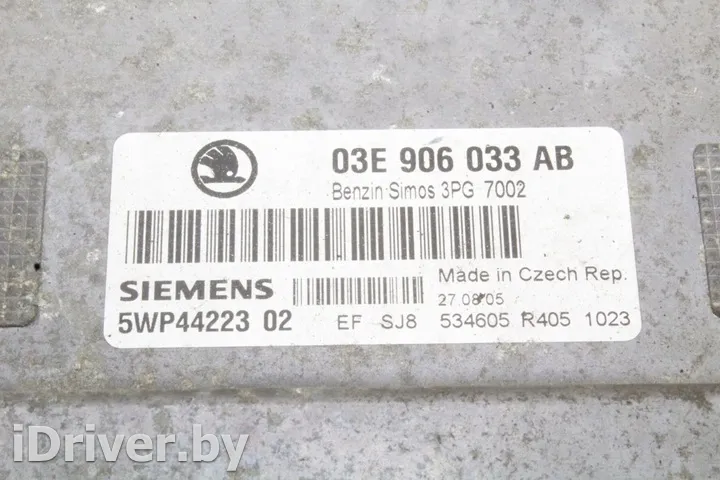 03E 906 033 AB
Benzin Simos 3PG 7002
SIEMENS
Made in Czech Rep.
27.08.05
5WP44223 02
EF SJ8 534605 R405 1023
iDriver.by